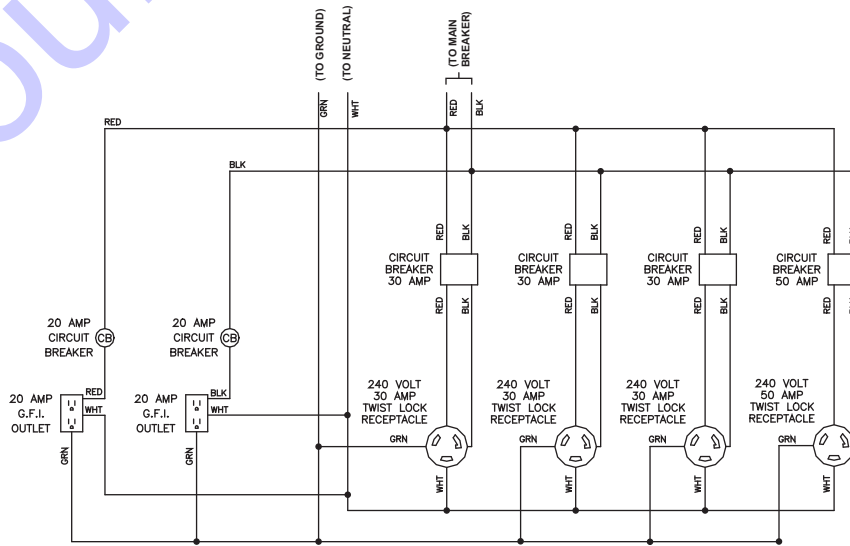 (TO GROUND)
(TO NEUTRAL)
(TO MAIN
BREAKER)
GRN
WHT
RED
BLK
RED
BLK
RED
BLK
RED
BLK
RED
BLK
RED
CIRCUIT
BREAKER
30 AMP
CIRCUIT
BREAKER
30 AMP
CIRCUIT
BREAKER
30 AMP
CIRCUIT
BREAKER
50 AMP
RED
BLK
RED
BLK
RED
BLK
RED
20 AMP
CIRCUIT
BREAKER
CB
20 AMP
CIRCUIT
BREAKER
CB
20 AMP
G.F.I.
OUTLET
RED
WHT
GRN
20 AMP
G.F.I.
OUTLET
BLK
WHT
GRN
240 VOLT
30 AMP
TWIST LOCK
RECEPTACLE
240 VOLT
30 AMP
TWIST LOCK
RECEPTACLE
240 VOLT
30 AMP
TWIST LOCK
RECEPTACLE
240 VOLT
50 AMP
TWIST LOCK
RECEPTACLE
GRN
GRN
GRN
GRN
WHT
WHT
WHT
WHT